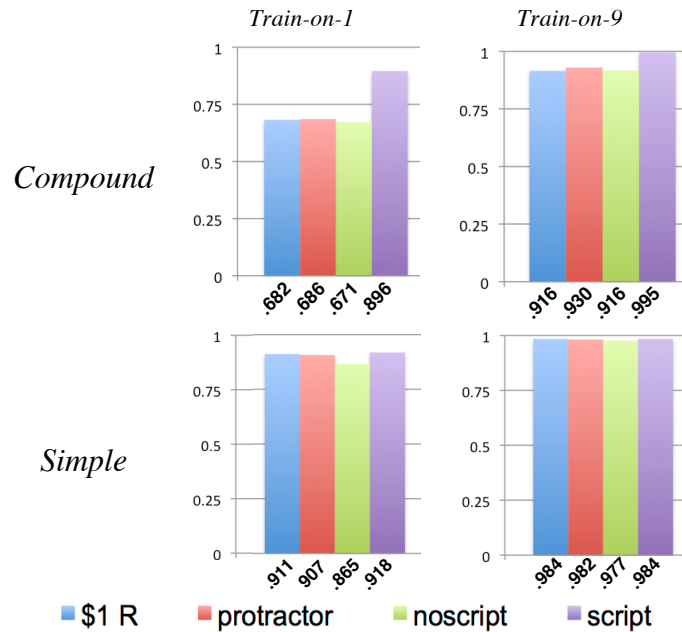 Train-on-1 Train-on-9
Compound
1
0.75
0.5
0.25
0
.682 .686 .671 .896
1
0.75
0.5
0.25
0
.916 .930 .916 .995
Simple
1
0.75
0.5
0.25
0
.911 907 .865 .918
1
0.75
0.5
0.25
0
.984 .982 .977 .984
$1 R protractor noscript script